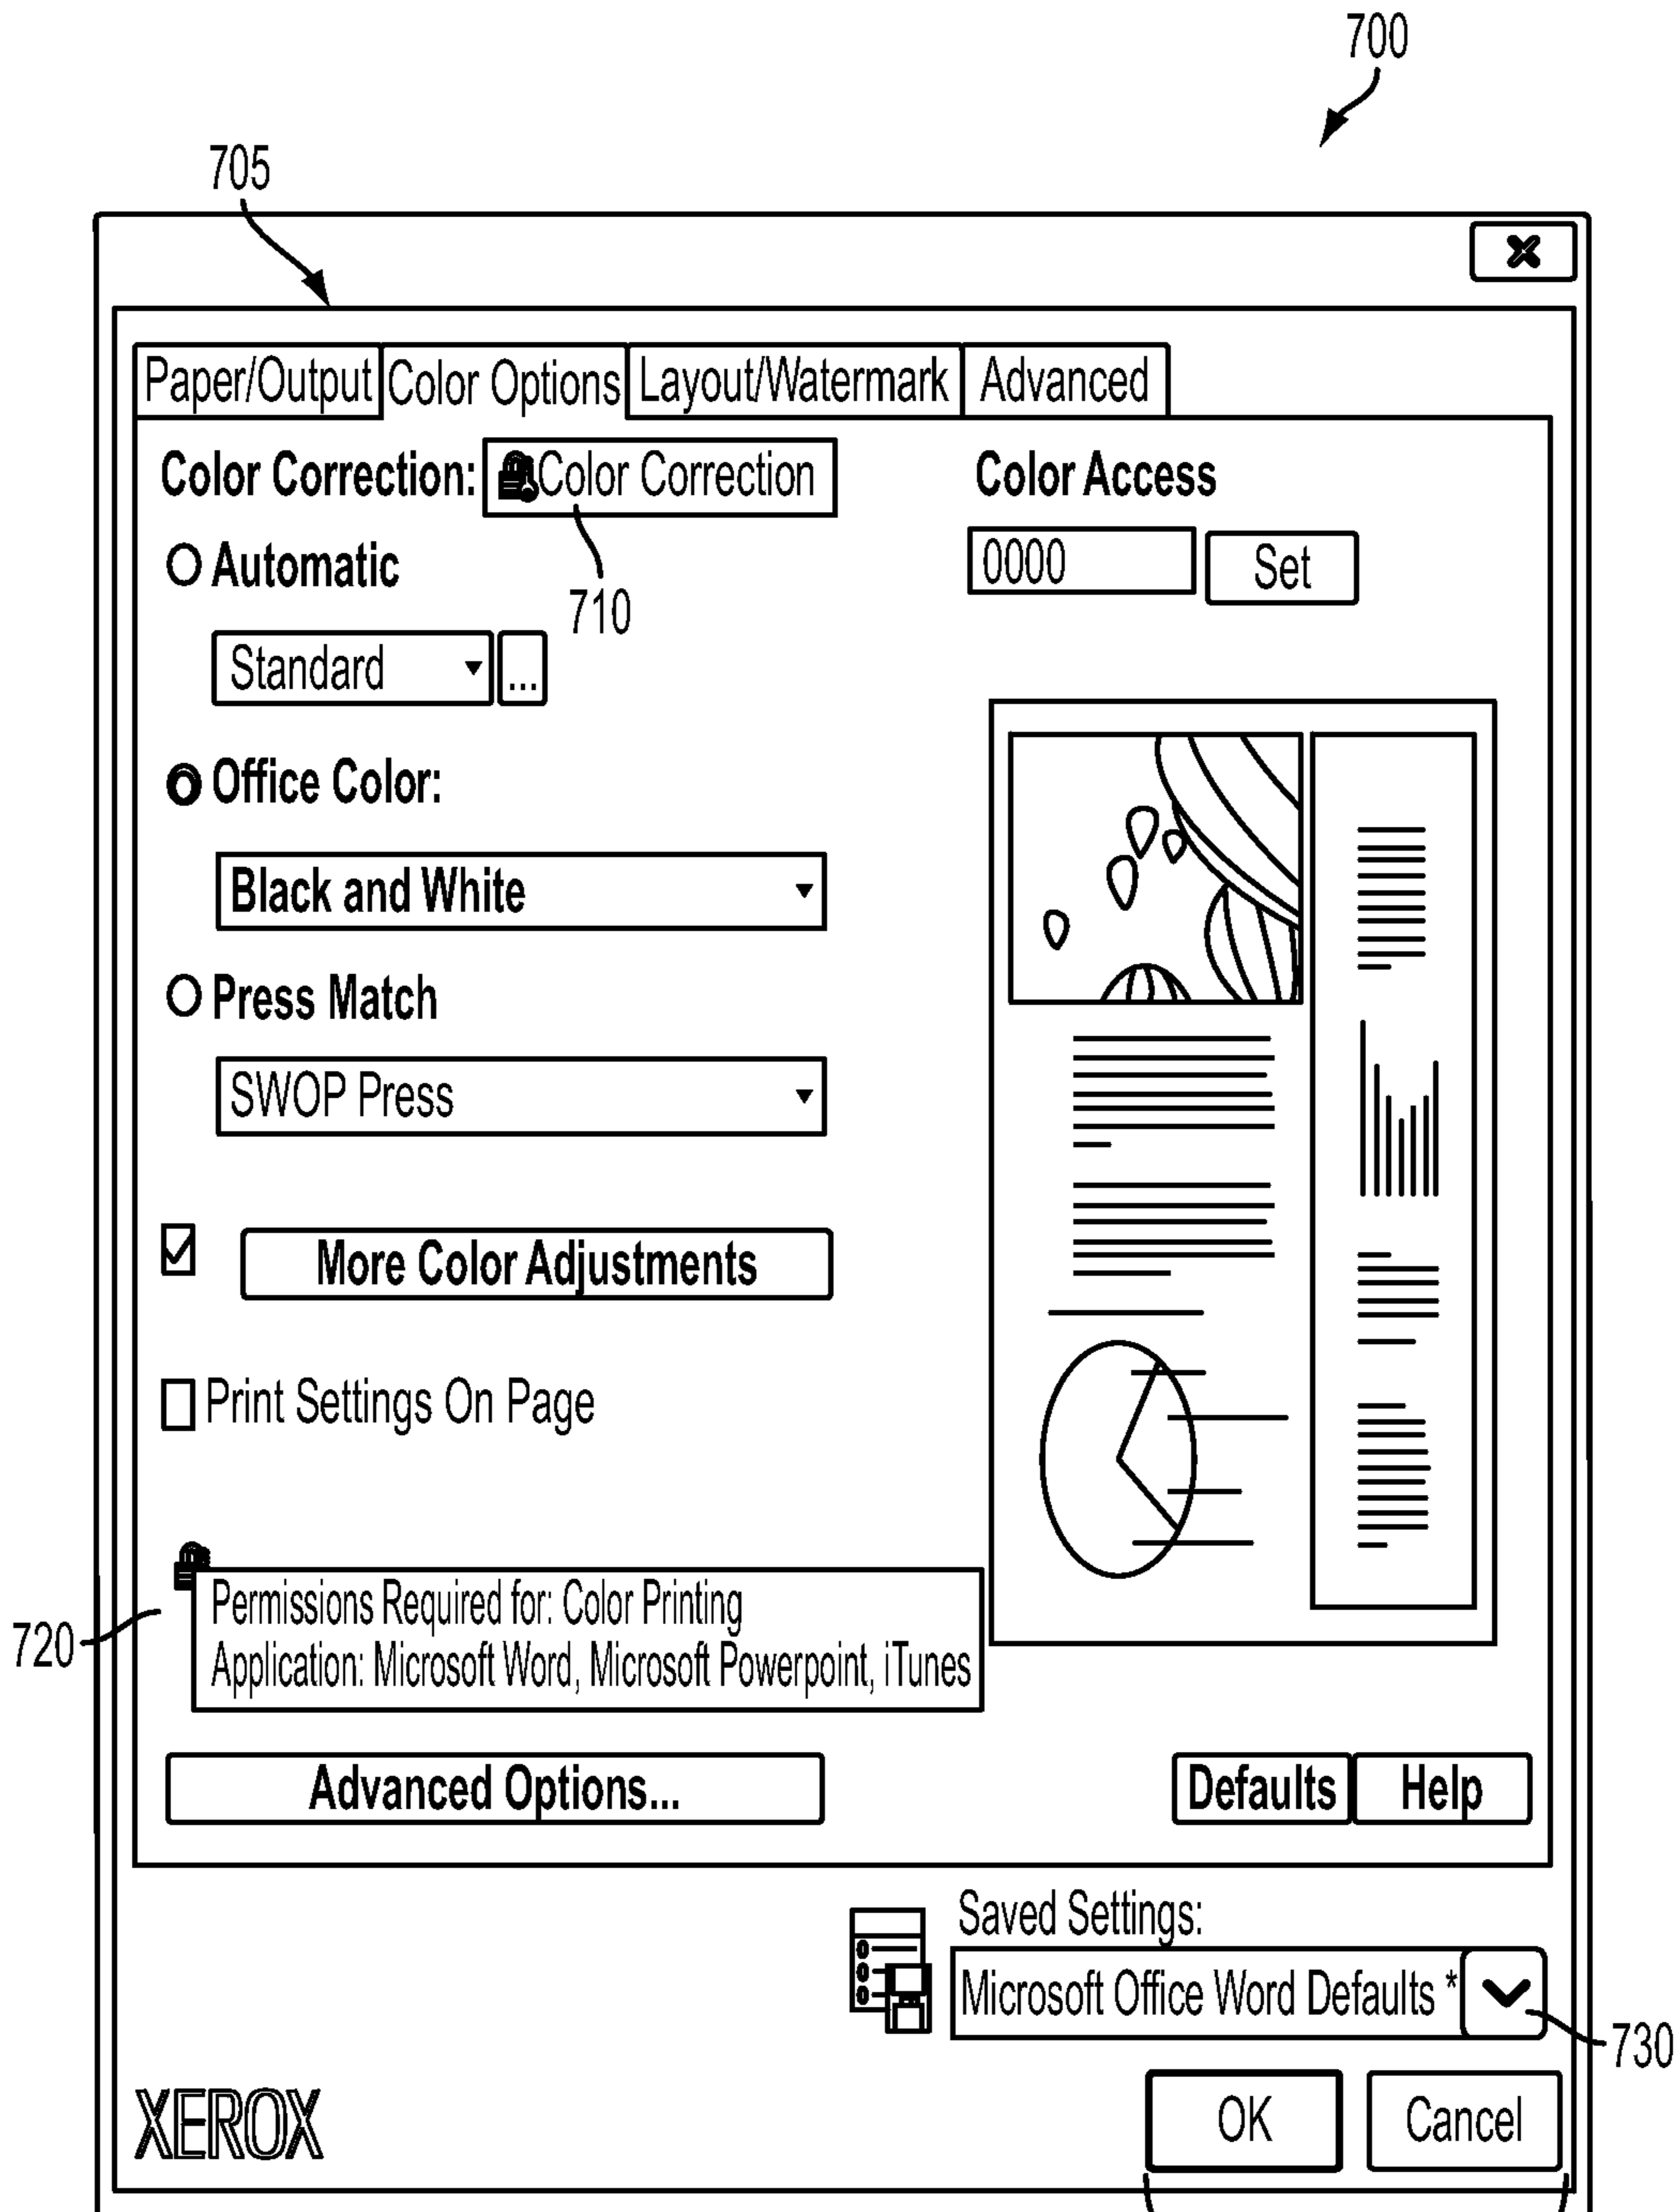 700
705
Paper/Output Color Options Layout/Watermark Advanced
Color Correction: Color Correction Color Access
Automatic 0000 Set
710
Standard ...
Office Color:
Black and White
Press Match
SWOP Press
More Color Adjustments
Print Settings On Page
Permissions Required for: Color Printing
720
Application: Microsoft Word, Microsoft Powerpoint, iTunes
Advanced Options... Defaults Help
Saved Settings:
Microsoft Office Word Defaults *
730
XEROX OK Cancel